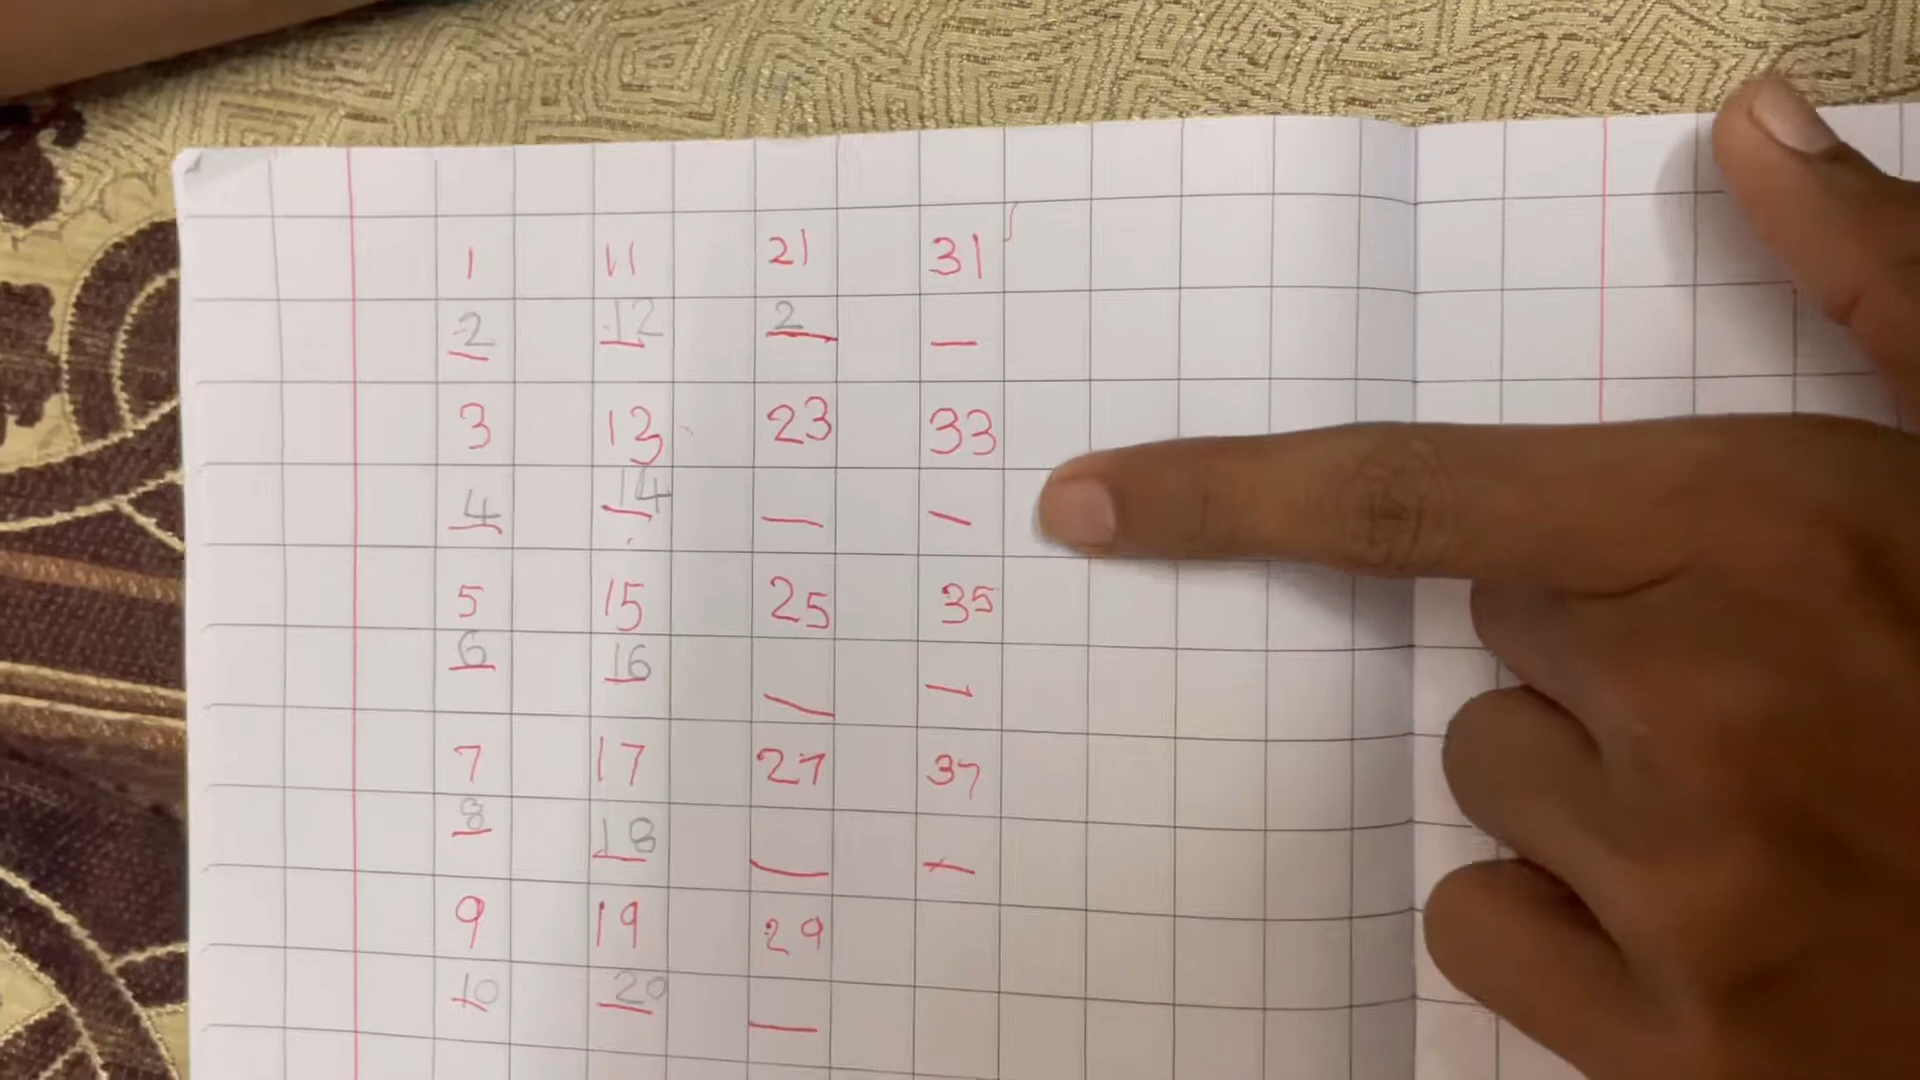 1 11 21 31
2 12 2 —
3 13 23 33
4 14 — —
5 15 25 35
6 16 — —
7 17 27 37
8 18 — —
9 19 29
10 20 —